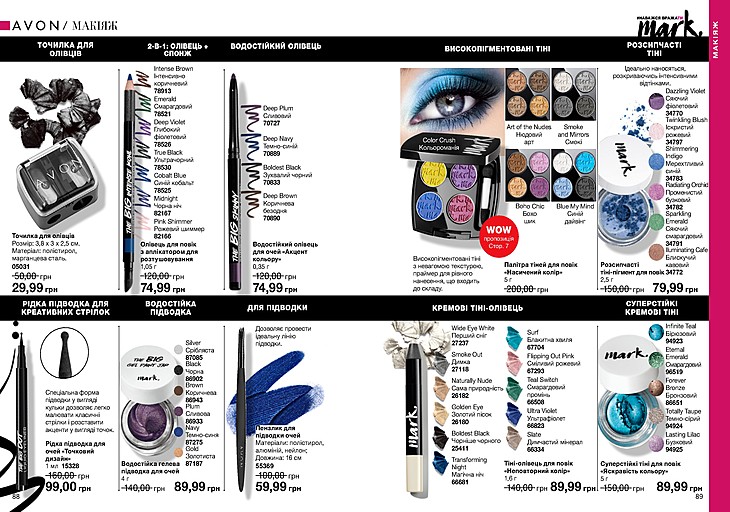 AVON / МАКІЯЖ
#НАВАЖСЯ ВРАЖАТИ
mark.
МАКІЯЖ
ТОЧИЛКА ДЛЯ
ОЛІВЦІВ
AVON
Точилка для олівців
Розмір: 3,8 x 3 x 2,5 см.
Матеріал: полістирол,
марганцева сталь.
05031
50,00 грн
29,99 грн
2-В-1: ОЛІВЕЦЬ +
СПОНЖ
Intense Brown
Інтенсивно
коричневий
78913
Emerald
Смарагдовий
78521
Deep Violet
Глибокий
фіолетовий
78526
True Black
Ультрачорний
78530
Cobalt Blue
Синій кобальт
78525
Midnight
Чорна ніч
82167
Pink Shimmer
Рожевий шиммер
82166
Олівець для повік
з аплікатором для
розтушовування
1,05 г
120,00 грн
74,99 грн
ВОДОСТІЙКИЙ ОЛІВЕЦЬ
Deep Plum
Сливовий
70727
Deep Navy
Темно-синій
70889
Boldest Black
Зухвалий чорний
70833
Deep Brown
Коричнева
безодня
70890
Водостійкий олівець
для очей «Акцент
кольору»
0,35 г
120,00 грн
74,99 грн
ВИСОКОПІГМЕНТОВАНІ ТІНІ
Color Crush
Кольороманія
Art of the Nudes
Нюдовий
арт
Smoke
and Mirrors
Смокі
Boho Chic
Бохо
шик
Blue My Mind
Синій
дайвінг
WOW
пропозиція
Стор. 7
Високопігментовані тіні
з невагомою текстурою,
праймер для рівного
нанесення, що входить
до складу.
Палітра тіней для повік
«Насичений колір»
5 г
200,00 грн
РОЗСИПЧАСТІ
ТІНІ
Ідеально наносяться,
розкриваючись інтенсивними
відтінками.
Dazzling Violet
Сяючий
фіолетовий
34770
Twinkling Blush
Іскристий
рожевий
34797
Shimmering
Indigo
Мерехтливий
синій
34783
Radiating Orchid
Променистий
бузковий
34782
Sparkling
Emerald
Сяючий
смарагдовий
34791
Illuminating Cafe
Блискучий
кавовий
34772
mark.
Розсипчасті
тіні-пігмент для повік
2,5 г
150,00 грн 79,99 грн
РІДКА ПІДВОДКА ДЛЯ
КРЕАТИВНИХ СТРІЛОК
Спеціальна форма
підводки у вигляді
кульки дозволяє легко
малювати класичні
стрілки і розставити
акценти у вигляді точок.
Рідка підводка для
очей «Точковий
дизайн»
1 мл 15328
160,00 грн
99,00 грн
ВОДОСТІЙКА
ПІДВОДКА
Silver
Срібляста
87085
Black
Чорна
86902
Brown
Коричнева
86943
Plum
Сливова
86933
Navy
Темно-синя
87275
Gold
Золотиста
87187
mark.
Водостійка гелева
підводка для очей
4 г
140,00 грн 89,99 грн
ДЛЯ ПІДВОДКИ
Дозволяє провести
ідеальну лінію
підводки.
Пензлик для
підводки очей
Матеріали: полістирол,
алюміній, нейлон;
Довжина: 16 см
55369
100,00 грн
59,99 грн
КРЕМОВІ ТІНІ-ОЛІВЕЦЬ
mark.
Wide Eye White
Перший сніг
27237
Smoke Out
Димка
27118
Naturally Nude
Сама природність
26182
Golden Eye
Золотий пісок
26180
Boldest Black
Чорніше чорного
25411
Transforming
Night
Магічна ніч
66681
Surf
Блакитна хвиля
67704
Flipping Out Pink
Сміливий рожевий
67293
Teal Switch
Смарагдовий
промінь
66508
Ultra Violet
Ультрафіолет
66823
Slate
Димчастий мінерал
66334
Тіні-олівець для повік
«Неповторний колір»
1,6 г
140,00 грн 89,99 грн
СУПЕРСТІЙКІ
КРЕМОВІ ТІНІ
Infinite Teal
Бірюзовий
94923
Eternal
Emerald
Смарагдовий
96519
Forever
Bronze
Бронзовий
86651
Totally Taupe
Темно-сірий
94924
Lasting Lilac
Бузковий
94925
mark.
Суперстійкі тіні для повік
«Яскравість кольору»
5 г
150,00 грн 89,99 грн
88
89